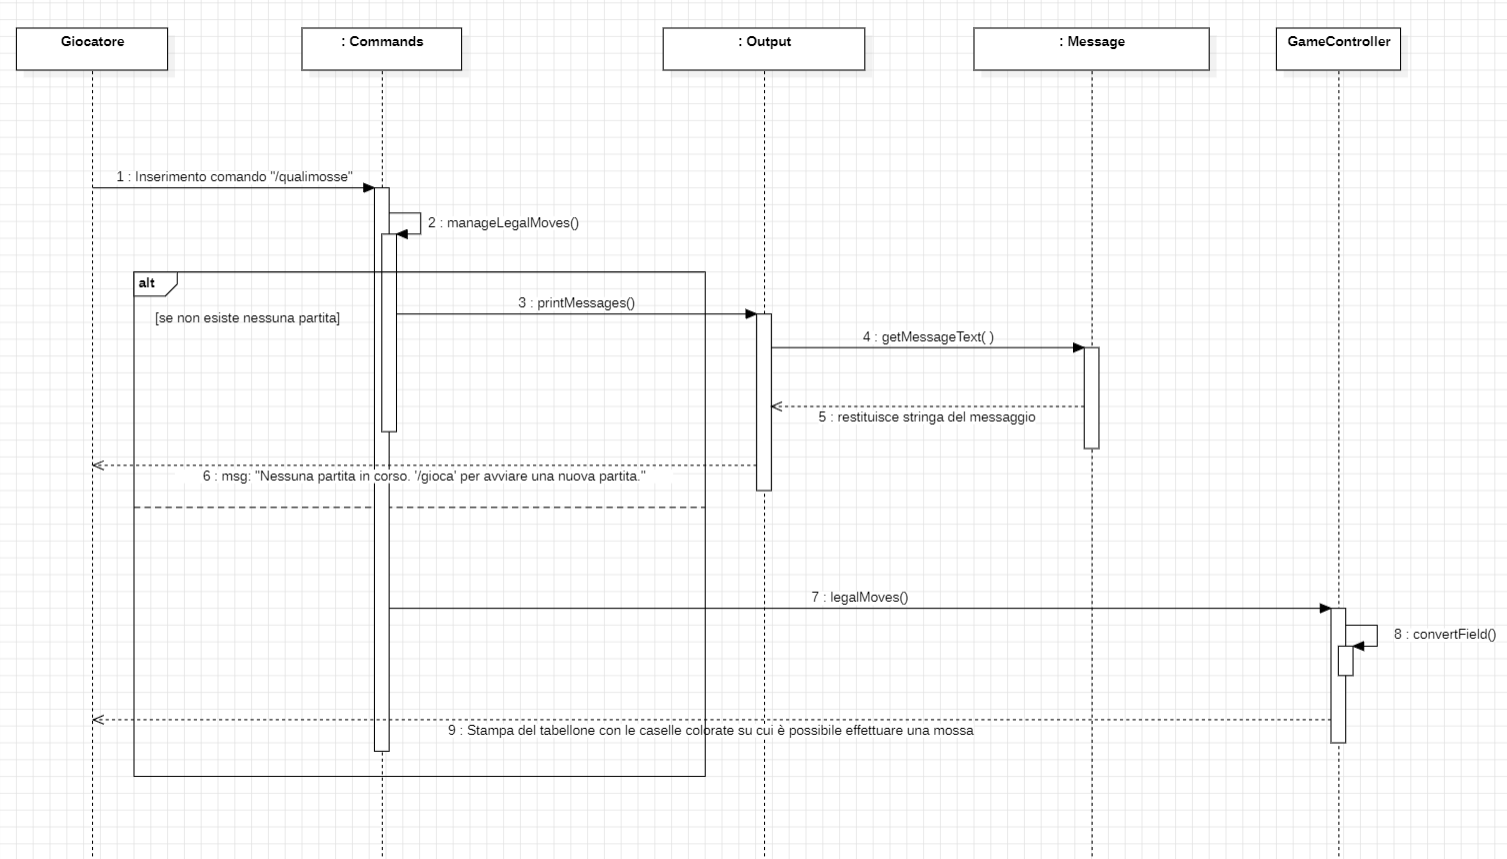 Giocatore
: Commands
: Output
: Message
GameController
1 : Inserimento comando "/qualimosse"
2 : manageLegalMoves()
alt
[se non esiste nessuna partita]
3 : printMessages()
4 : getMessageText( )
5 : restituisce stringa del messaggio
6 : msg: "Nessuna partita in corso. '/gioca' per avviare una nuova partita."
7 : legalMoves()
8 : convertField()
9 : Stampa del tabellone con le caselle colorate su cui è possibile effettuare una mossa